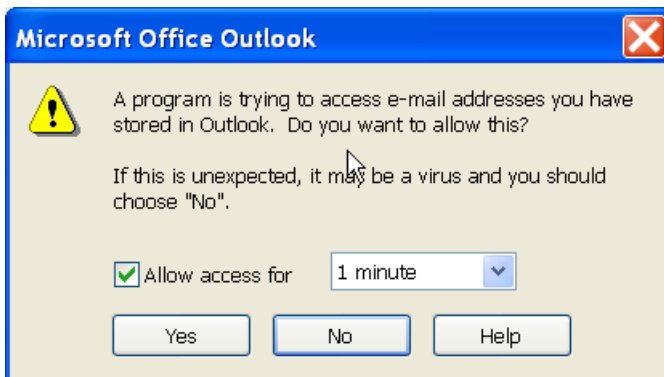 Microsoft Office Outlook
A program is trying to access e-mail addresses you have
stored in Outlook. Do you want to allow this?
If this is unexpected, it may be a virus and you should
choose "No".
Allow access for 1 minute
Yes No Help